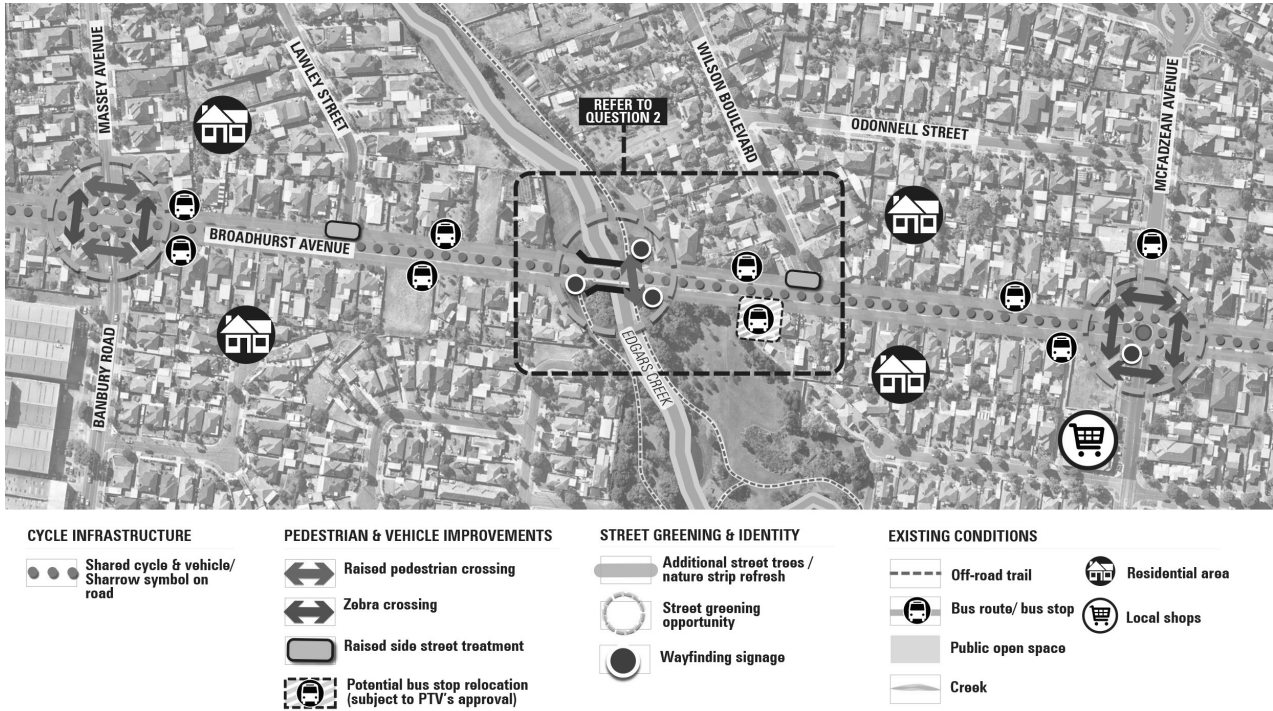 MASSEY AVENUE
LAWLEY STREET
REFER TO
QUESTION 2
WILSON BOULEVARD
ODONNELL STREET
MCFADZEAN AVENUE
BROADHURST AVENUE
BANBURY ROAD
EDGARS CREEK
CYCLE INFRASTRUCTURE
Shared cycle & vehicle/
Sharrow symbol on
road
PEDESTRIAN & VEHICLE IMPROVEMENTS
Raised pedestrian crossing
Zebra crossing
Raised side street treatment
Potential bus stop relocation
(subject to PTV's approval)
STREET GREENING & IDENTITY
Additional street trees /
nature strip refresh
Street greening
opportunity
Wayfinding signage
EXISTING CONDITIONS
Off-road trail
Bus route/ bus stop
Public open space
Creek
Residential area
Local shops